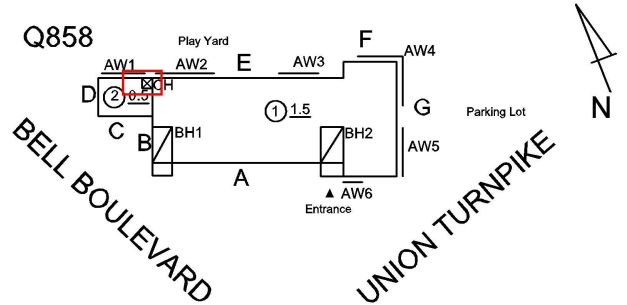 Q858
Play Yard
F
AW1
AW2
E
AW3
AW4
CH
D
2 0.5
G
1 1.5
Parking Lot
N
C
B
BH1
BH2
AW5
A
AW6
Entrance
BELL BOULEVARD
UNION TURNPIKE